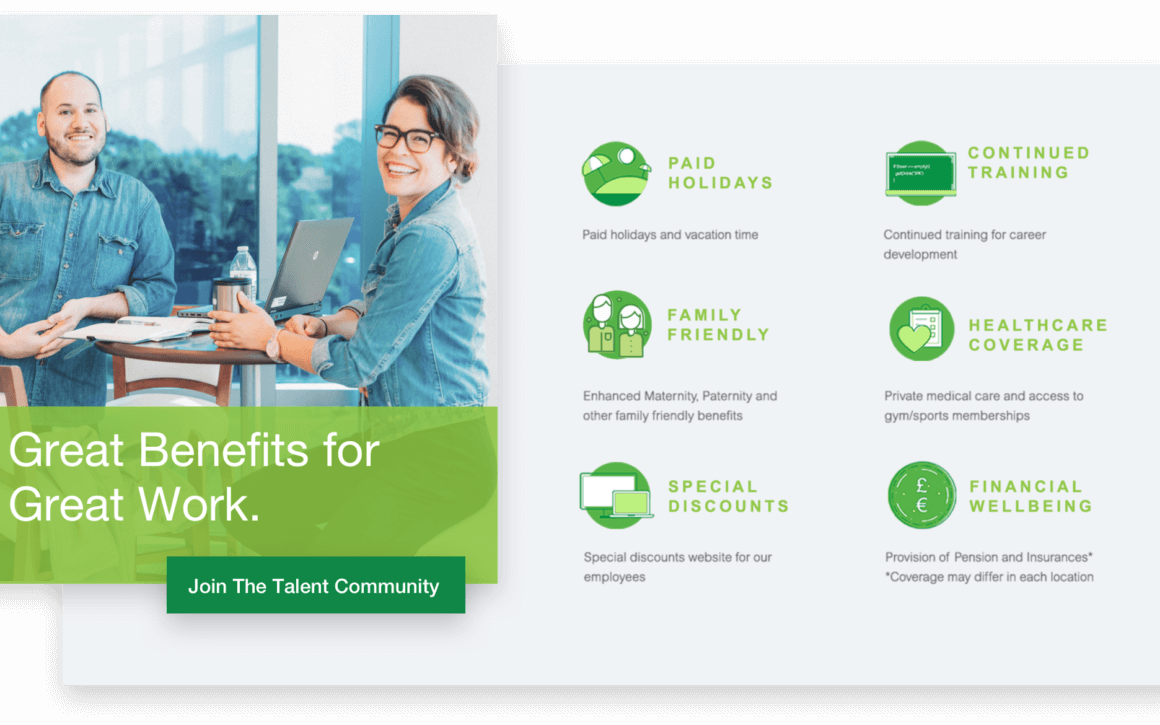 Great Benefits for
Great Work.
Join The Talent Community
PAID
HOLIDAYS
Paid holidays and vacation time
CONTINUED
TRAINING
Continued training for career
development
FAMILY
FRIENDLY
Enhanced Maternity, Paternity and
other family friendly benefits
HEALTHCARE
COVERAGE
Private medical care and access to
gym/sports memberships
SPECIAL
DISCOUNTS
Special discounts website for our
employees
£
€
FINANCIAL
WELLBEING
Provision of Pension and Insurances*
*Coverage may differ in each location